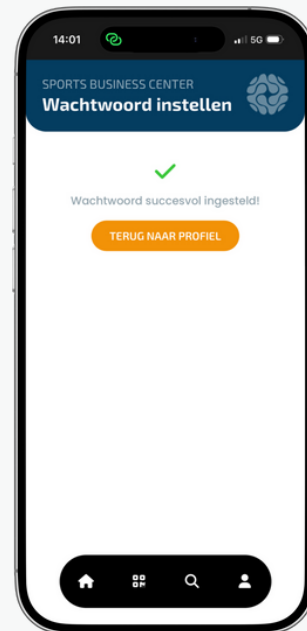 14:01
5G
SPORTS BUSINESS CENTER
Wachtwoord instellen
Wachtwoord succesvol ingesteld!
TERUG NAAR PROFIEL